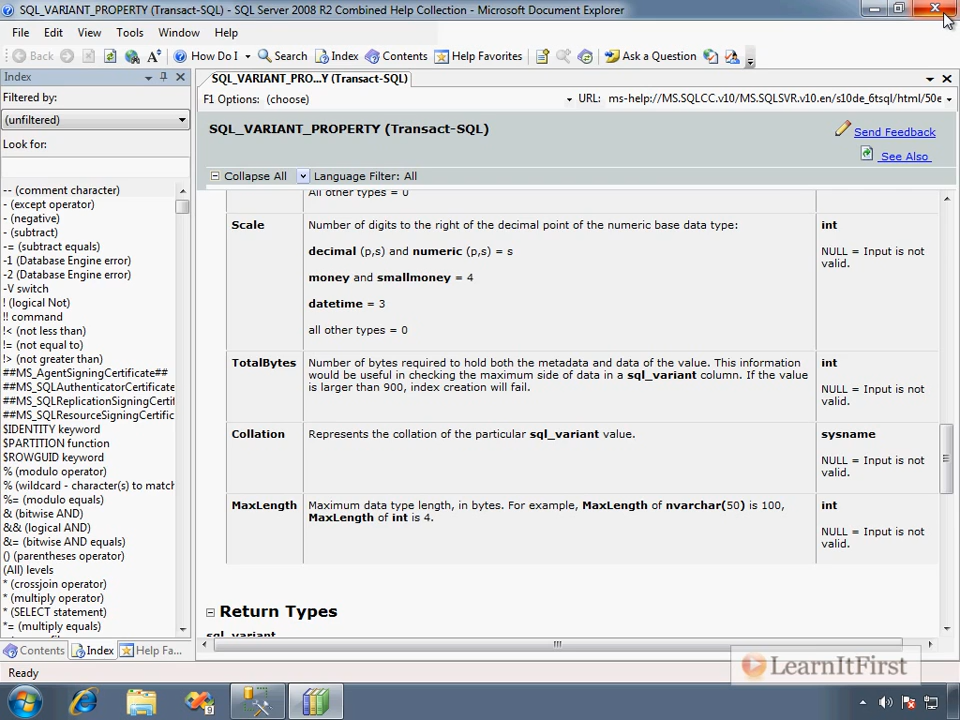 SQL_VARIANT_PROPERTY (Transact-SQL) - SQL Server 2008 R2 Combined Help Collection - Microsoft Document Explorer
File Edit View Tools Window Help
Back How Do I Search Index Contents Help Favorites Ask a Question
Index
Filtered by:
(unfiltered)
Look for:
-- (comment character)
- (except operator)
- (negative)
- (subtract)
-= (subtract equals)
-1 (Database Engine error)
-2 (Database Engine error)
-V switch
! (logical Not)
!! command
!< (not less than)
!= (not equal to)
!> (not greater than)
##MS_AgentSigningCertificate##
##MS_SQLAuthenticatorCertificate
##MS_SQLReplicationSigningCertif
##MS_SQLResourceSigningCertific
$IDENTITY keyword
$PARTITION function
$ROWGUID keyword
% (modulo operator)
% (wildcard - character(s) to match
%= (modulo equals)
& (bitwise AND)
&& (logical AND)
&= (bitwise AND equals)
() (parentheses operator)
(All) levels
* (crossjoin operator)
* (multiply operator)
* (SELECT statement)
*= (multiply equals)
Contents Index Help Fa...
SQL_VARIANT_PRO...Y (Transact-SQL)
F1 Options: (choose) URL: ms-help://MS.SQLCC.v10/MS.SQLSVR.v10.en/s10de_6tsql/html/50e
SQL_VARIANT_PROPERTY (Transact-SQL)
Send Feedback
See Also
Collapse All Language Filter: All
All other types = 0
Scale
Number of digits to the right of the decimal point of the numeric base data type:
decimal (p,s) and numeric (p,s) = s
money and smallmoney = 4
datetime = 3
all other types = 0
int
NULL = Input is not
valid.
TotalBytes
Number of bytes required to hold both the metadata and data of the value. This information
would be useful in checking the maximum side of data in a sql_variant column. If the value
is larger than 900, index creation will fail.
int
NULL = Input is not
valid.
Collation
Represents the collation of the particular sql_variant value.
sysname
NULL = Input is not
valid.
MaxLength
Maximum data type length, in bytes. For example, MaxLength of nvarchar(50) is 100,
MaxLength of int is 4.
int
NULL = Input is not
valid.
Return Types
sql_variant
Ready
LearnItFirst